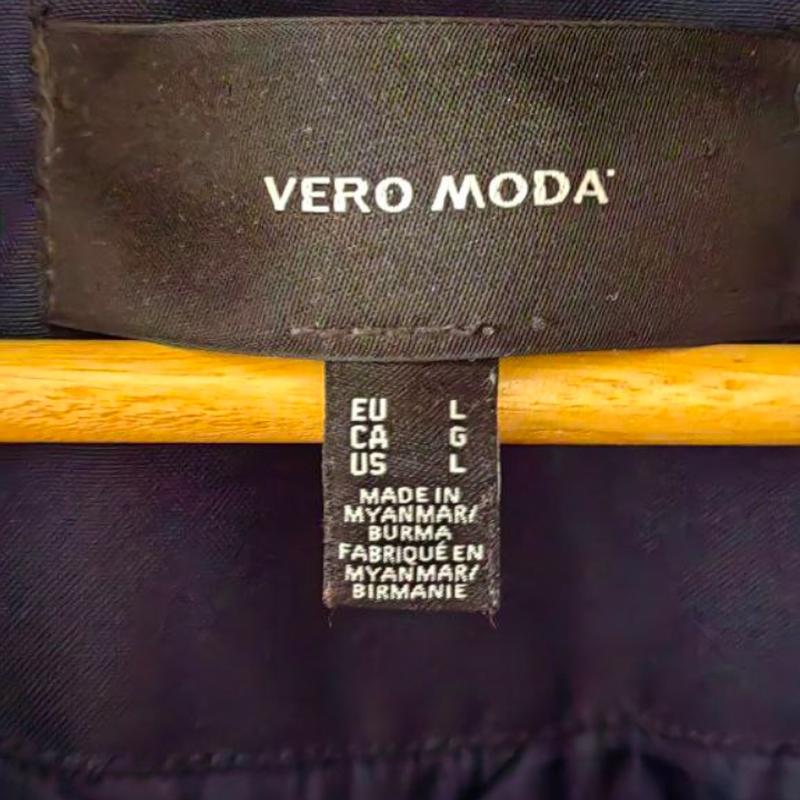 VERO MODA
EU L
CA G
US L
MADE IN
MYANMAR/
BURMA
FABRIQUÉ EN
MYANMAR/
BIRMANIE